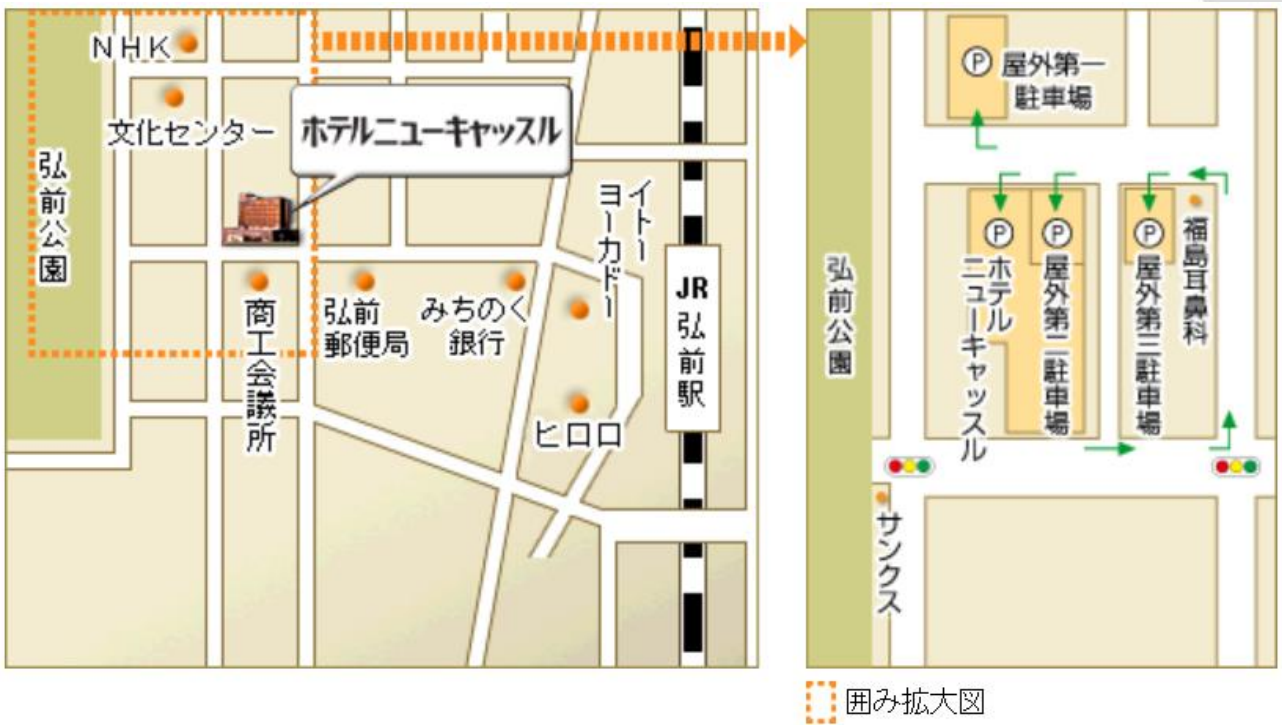 NHK
文化センター
ホテルニューキャッスル
弘前公園
イトー
ヨーカドー
JR
弘前駅
商工会議所
弘前
郵便局
みちのく
銀行
ヒロロ
P 屋外第一
駐車場
P
P
P
ホテル
ニューキャッスル
屋外第二駐車場
屋外第三駐車場
福島耳鼻科
弘前公園
サンクス
囲み拡大図